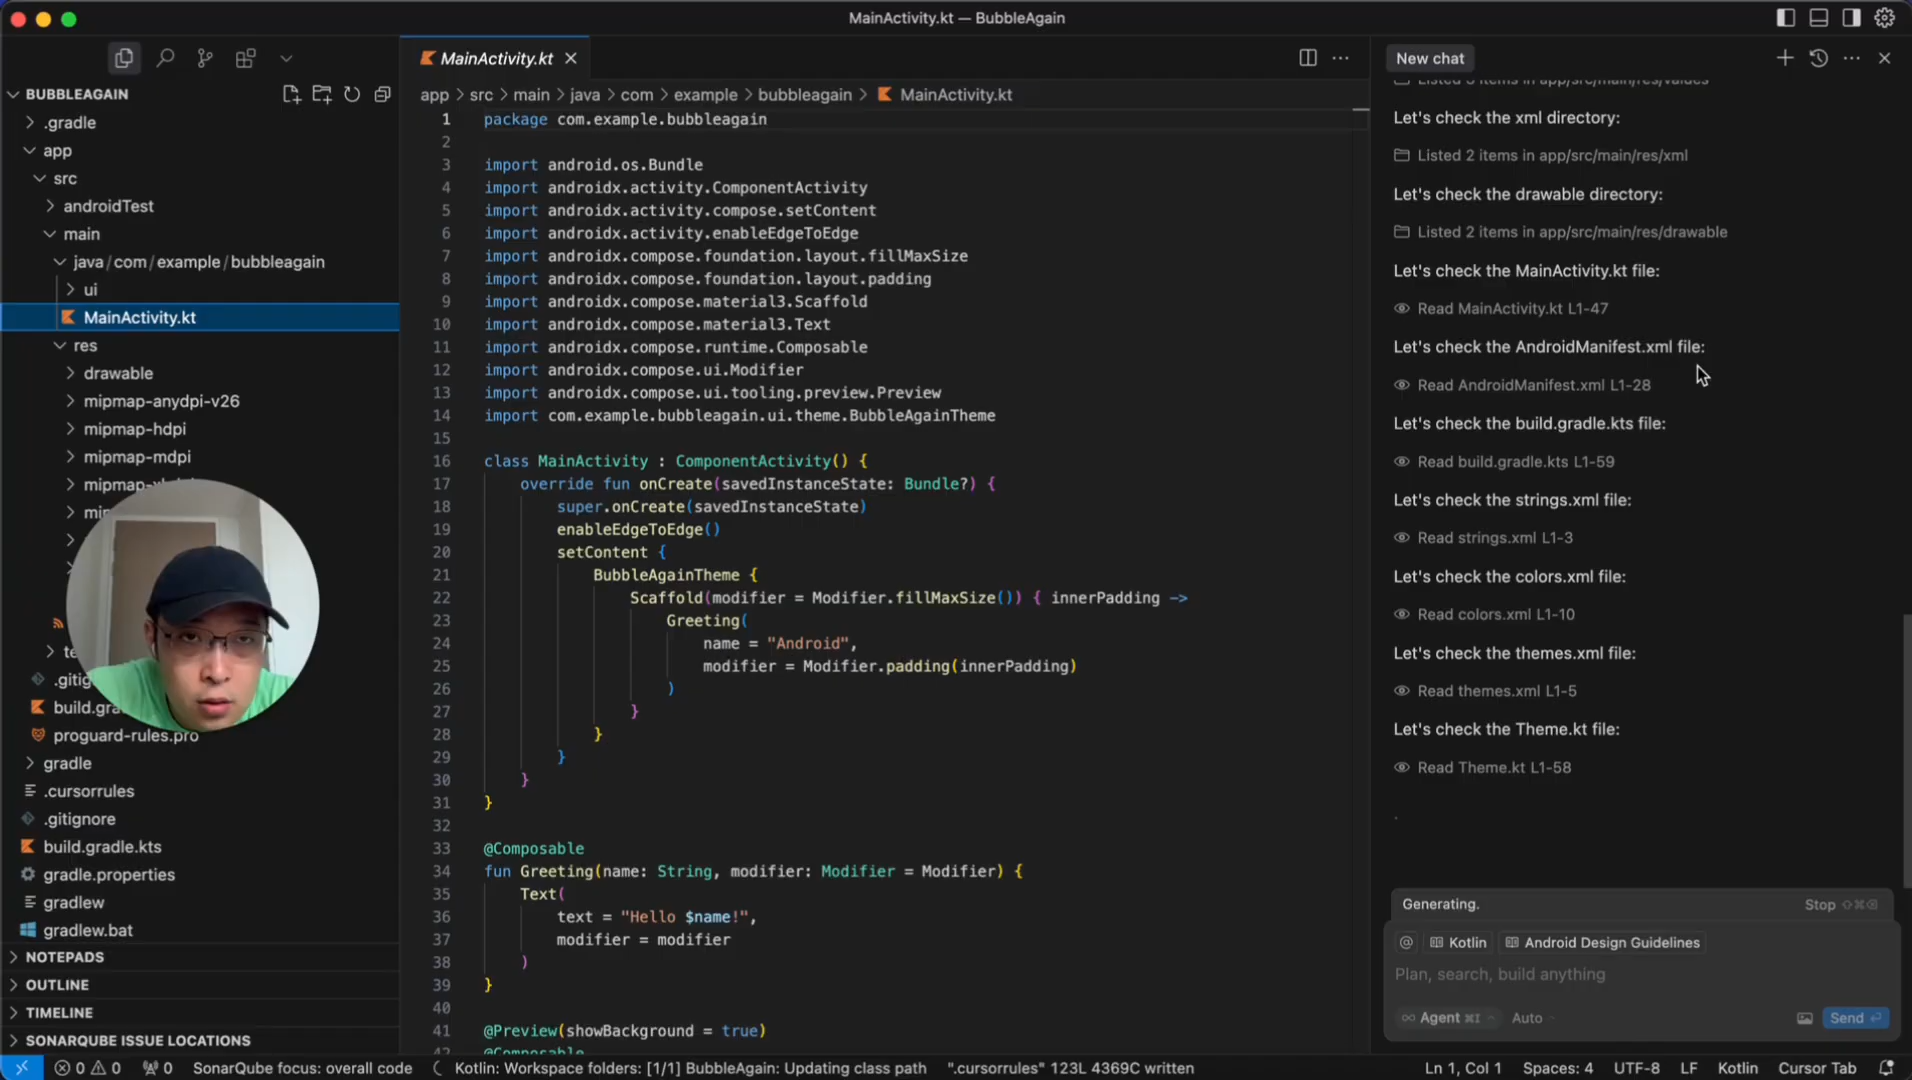 MainActivity.kt — BubbleAgain
BUBBLEAGAIN
.gradle
app
src
androidTest
main
java/com/example/bubbleagain
ui
MainActivity.kt
res
drawable
mipmap-anydpi-v26
mipmap-hdpi
mipmap-mdpi
build.gra
proguard-rules.pro
gradle
.cursorrules
.gitignore
build.gradle.kts
gradle.properties
gradlew
gradlew.bat
NOTEPADS
OUTLINE
TIMELINE
SONARQUBE ISSUE LOCATIONS
MainActivity.kt
app > src > main > java > com > example > bubbleagain > MainActivity.kt
1 package com.example.bubbleagain
2
3 import android.os.Bundle
4 import androidx.activity.ComponentActivity
5 import androidx.activity.compose.setContent
6 import androidx.activity.enableEdgeToEdge
7 import androidx.compose.foundation.layout.fillMaxSize
8 import androidx.compose.foundation.layout.padding
9 import androidx.compose.material3.Scaffold
10 import androidx.compose.material3.Text
11 import androidx.compose.runtime.Composable
12 import androidx.compose.ui.Modifier
13 import androidx.compose.ui.tooling.preview.Preview
14 import com.example.bubbleagain.ui.theme.BubbleAgainTheme
15
16 class MainActivity : ComponentActivity() {
17 override fun onCreate(savedInstanceState: Bundle?) {
18 super.onCreate(savedInstanceState)
19 enableEdgeToEdge()
20 setContent {
21 BubbleAgainTheme {
22 Scaffold(modifier = Modifier.fillMaxSize()) { innerPadding ->
23 Greeting(
24 name = "Android",
25 modifier = Modifier.padding(innerPadding)
26 )
27 }
28 }
29 }
30 }
31 }
32
33 @Composable
34 fun Greeting(name: String, modifier: Modifier = Modifier) {
35 Text(
36 text = "Hello $name!",
37 modifier = modifier
38 )
39 }
40
41 @Preview(showBackground = true)
@Composable
New chat
Listed 3 items in app/src/main/res/values
Let's check the xml directory:
Listed 2 items in app/src/main/res/xml
Let's check the drawable directory:
Listed 2 items in app/src/main/res/drawable
Let's check the MainActivity.kt file:
Read MainActivity.kt L1-47
Let's check the AndroidManifest.xml file:
Read AndroidManifest.xml L1-28
Let's check the build.gradle.kts file:
Read build.gradle.kts L1-59
Let's check the strings.xml file:
Read strings.xml L1-3
Let's check the colors.xml file:
Read colors.xml L1-10
Let's check the themes.xml file:
Read themes.xml L1-5
Let's check the Theme.kt file:
Read Theme.kt L1-58
Generating. Stop
@ Kotlin Android Design Guidelines
Plan, search, build anything
Agent ⌘I Auto Send
0 0 0 SonarQube focus: overall code Kotlin: Workspace folders: [1/1] BubbleAgain: Updating class path ".cursorrules" 123L 4369C written Ln 1, Col 1 Spaces: 4 UTF-8 LF Kotlin Cursor Tab